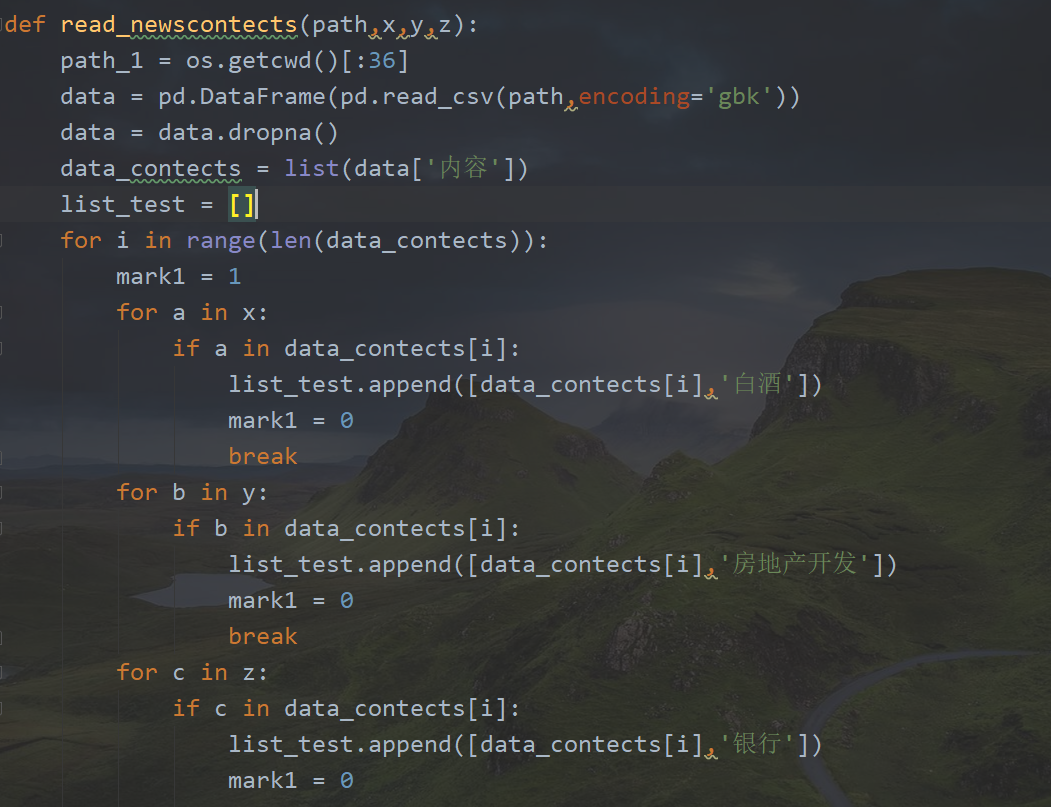 def read_newscontects(path,x,y,z):
    path_1 = os.getcwd()[:36]
    data = pd.DataFrame(pd.read_csv(path,encoding='gbk'))
    data = data.dropna()
    data_contects = list(data['内容'])
    list_test = []
    for i in range(len(data_contects)):
        mark1 = 1
        for a in x:
            if a in data_contects[i]:
                list_test.append([data_contects[i],'白酒'])
                mark1 = 0
                break
        for b in y:
            if b in data_contects[i]:
                list_test.append([data_contects[i],'房地产开发'])
                mark1 = 0
                break
        for c in z:
            if c in data_contects[i]:
                list_test.append([data_contects[i],'银行'])
                mark1 = 0